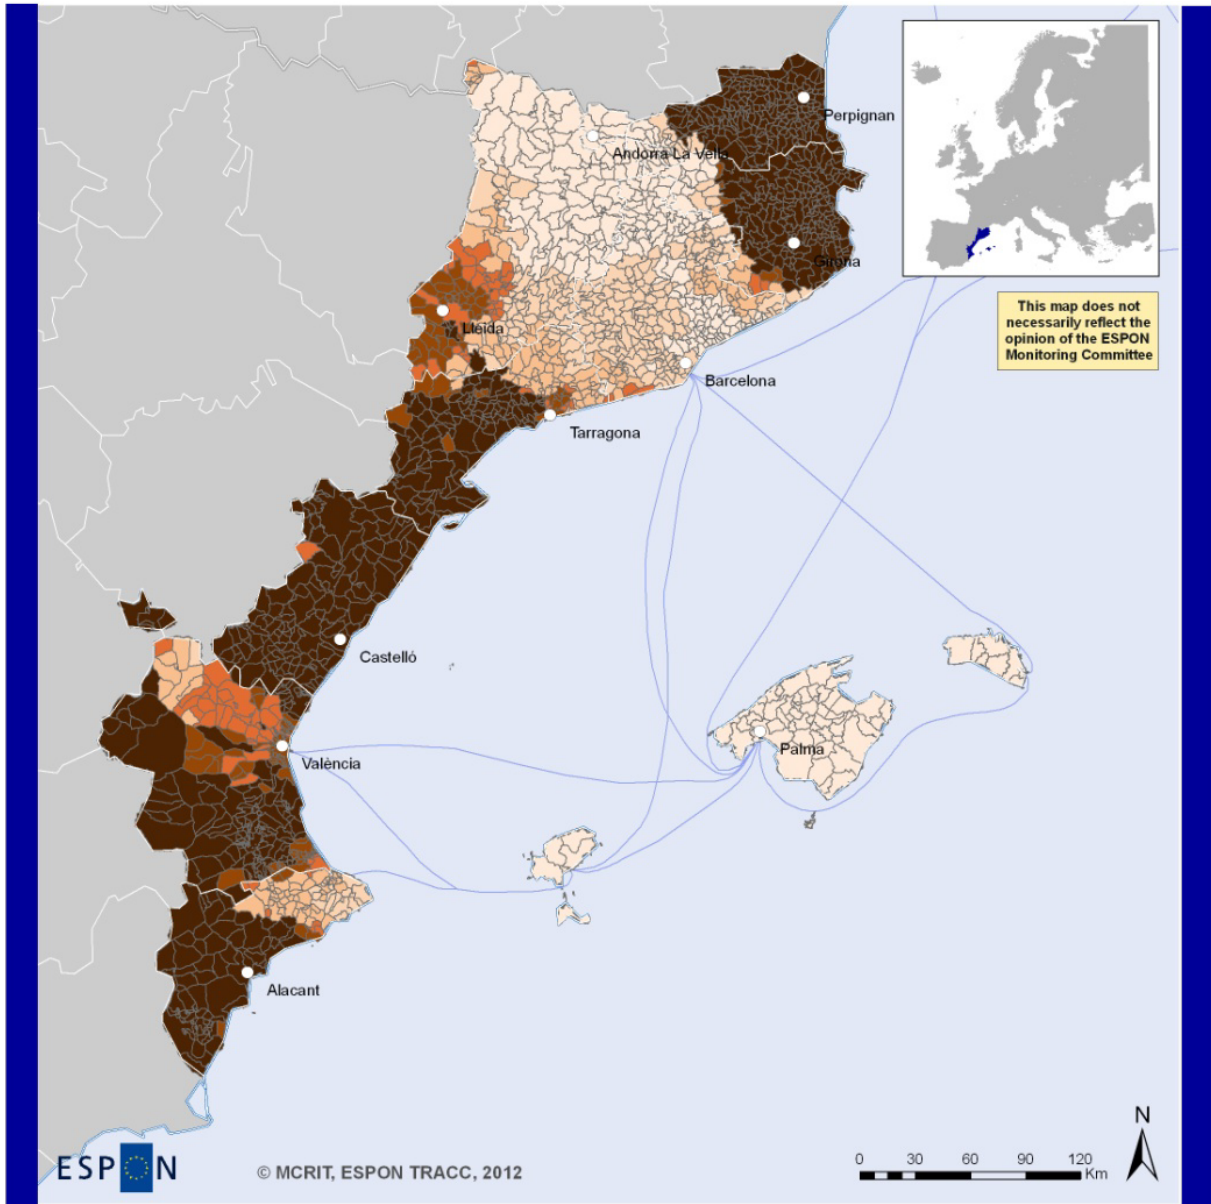 Perpignan
Andorra La Vella
Girona
This map does not
necessarily reflect the
opinion of the ESPON
Monitoring Committee
Lleida
Barcelona
Tarragona
Castelló
València
Palma
Alacant
N
ESPON
© MCRIT, ESPON TRACC, 2012
0 30 60 90 120
Km